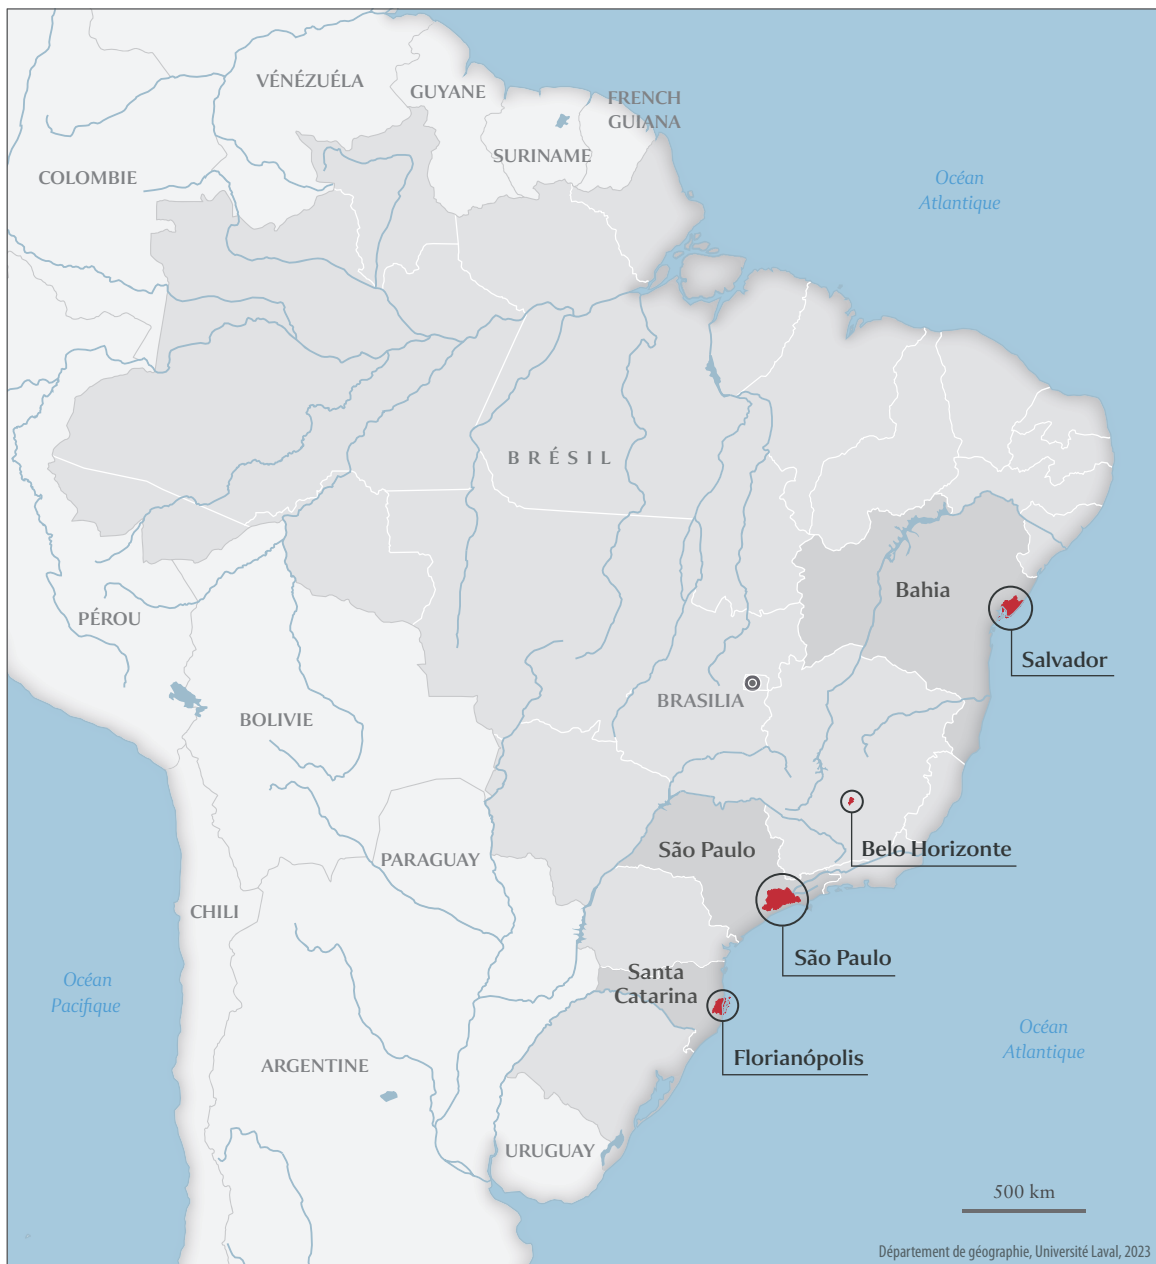 VÉNÉZUÉLA
GUYANE
FRENCH
GUIANA
SURINAME
COLOMBIE
Océan
Atlantique
BRÉSIL
Bahia
PÉROU
Salvador
BRASILIA
BOLIVIE
Belo Horizonte
São Paulo
PARAGUAY
CHILI
São Paulo
Santa
Catarina
Océan
Pacifique
Océan
Atlantique
Florianópolis
ARGENTINE
URUGUAY
500 km
Département de géographie, Université Laval, 2023